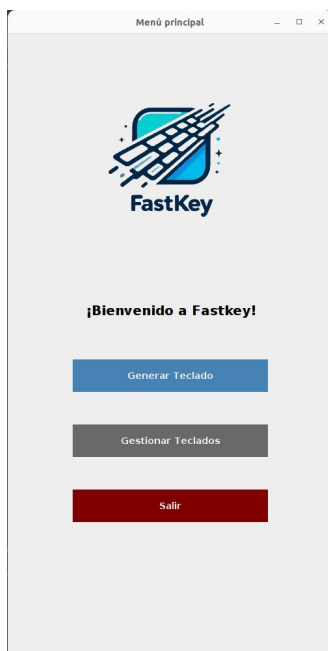 Menú principal
FastKey
¡Bienvenido a Fastkey!
Generar Teclado
Gestionar Teclados
Salir